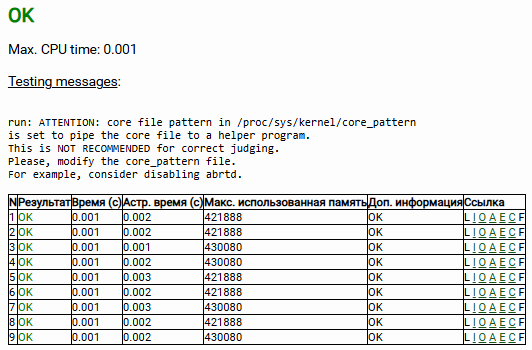 OK
Max. CPU time: 0.001
Testing messages:
run: ATTENTION: core file pattern in /proc/sys/kernel/core_pattern
is set to pipe the core file to a helper program.
This is NOT RECOMMENDED for correct judging.
Please, modify the core_pattern file.
For example, consider disabling abrtd.
N Результат Время (с) Астр. время (с) Макс. использованная память Доп. информация Ссылка
1 OK 0.001 0.002 421888 OK L I O A E C F
2 OK 0.001 0.002 421888 OK L I O A E C F
3 OK 0.001 0.001 430080 OK L I O A E C F
4 OK 0.001 0.002 430080 OK L I O A E C F
5 OK 0.001 0.003 421888 OK L I O A E C F
6 OK 0.001 0.002 421888 OK L I O A E C F
7 OK 0.001 0.003 430080 OK L I O A E C F
8 OK 0.001 0.002 421888 OK L I O A E C F
9 OK 0.001 0.002 430080 OK L I O A E C F